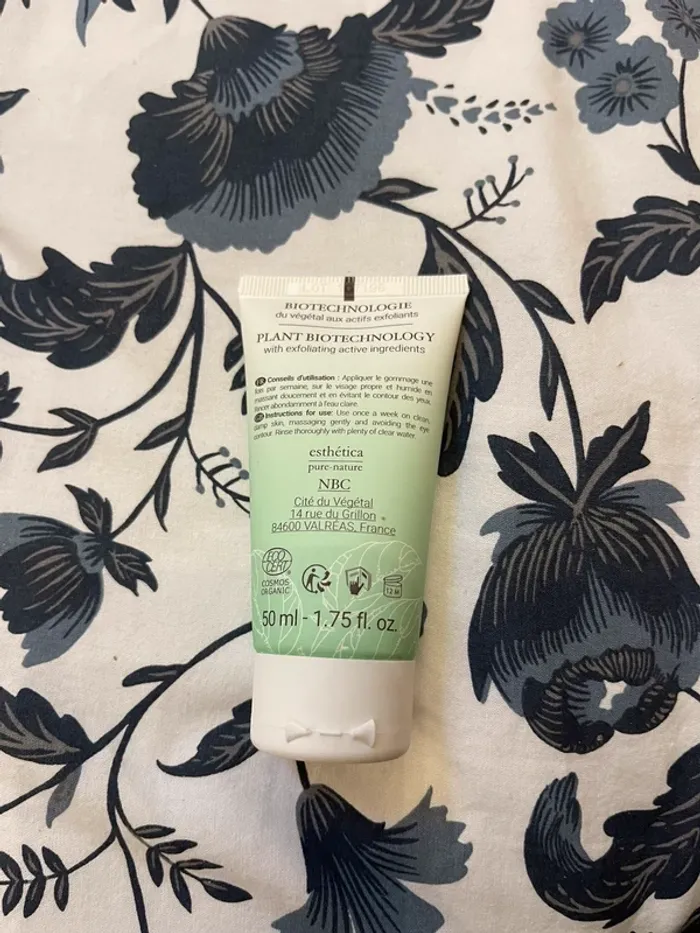 BIOTECHNOLOGIE
du végétal aux actifs exfoliants
PLANT BIOTECHNOLOGY
with exfoliating active ingredients
FR Conseils d'utilisation : Appliquer le gommage une
fois par semaine, sur le visage propre et humide en
massant doucement et en évitant le contour des yeux.
Rincer abondamment à l'eau claire.
Instructions for use: Use once a week on clean,
damp skin, massaging gently and avoiding the eye
contour. Rinse thoroughly with plenty of clear water.
esthética
pure-nature
NBC
Cité du Végétal
14 rue du Grillon
84600 VALRÉAS, France
ECO
CERT
COSMOS
ORGANIC
12 M
50 ml - 1.75 fl. oz.